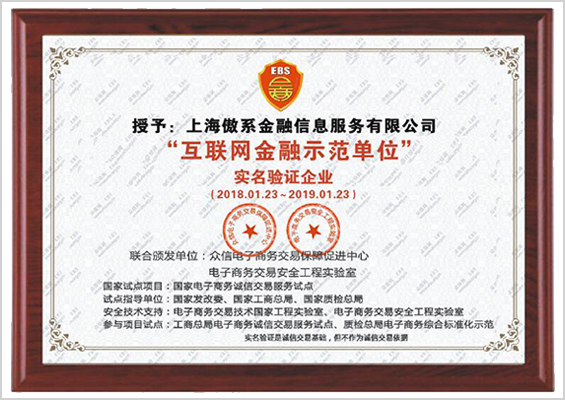 EBS
授予：上海傲系金融信息服务有限公司
“互联网金融示范单位”
实名验证企业
（2018.01.23～2019.01.23）
联合颁发单位：众信电子商务交易保障促进中心
电子商务交易安全工程实验室
国家试点项目：国家电子商务诚信交易服务试点
试点指导单位：国家发改委、国家工商总局、国家质检总局
安全技术支持：电子商务交易技术国家工程实验室、电子商务交易安全工程实验室
参与项目试点：工商总局电子商务诚信交易服务试点、质检总局电子商务综合标准化示范
实名验证是诚信交易基础，但不作为诚信交易依据